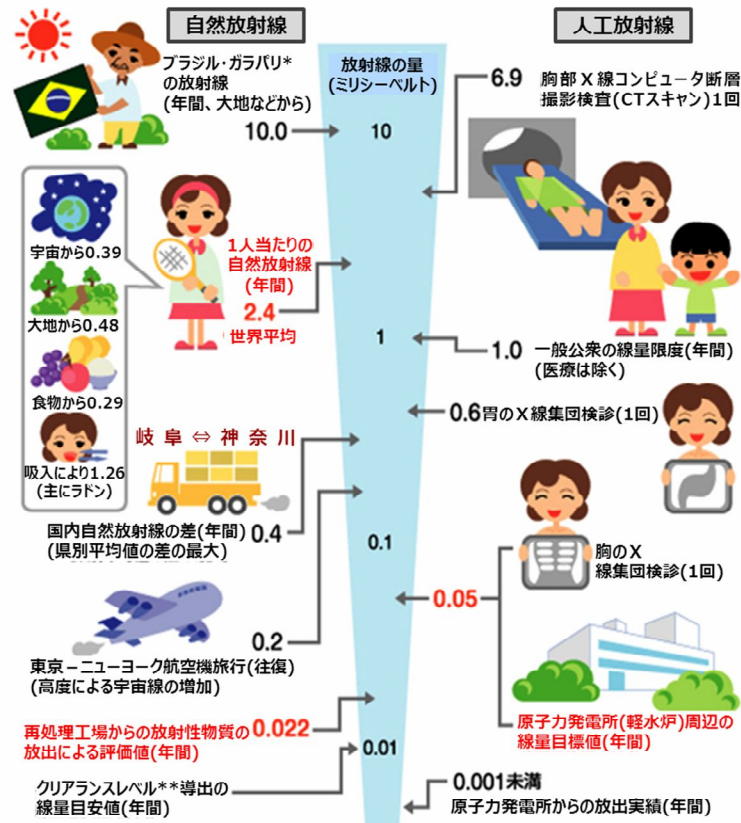 自然放射線
人工放射線
ブラジル・ガラパリ*
の放射線
(年間、大地などから)
10.0
放射線の量
(ミリシーベルト)
10
6.9
胸部X線コンピュータ断層
撮影検査(CTスキャン)1回
宇宙から0.39
大地から0.48
食物から0.29
吸入により1.26
(主にラドン)
1人当たりの
自然放射線
(年間)
2.4
世界平均
1
1.0
一般公衆の線量限度(年間)
(医療は除く)
0.6
胃のX線集団検診(1回)
岐阜⇔神奈川
国内自然放射線の差(年間)
(県別平均値の差の最大)
0.4
0.1
胸のX
線集団検診(1回)
0.05
0.2
東京−ニューヨーク航空機旅行(往復)
(高度による宇宙線の増加)
原子力発電所(軽水炉)周辺の
線量目標値(年間)
再処理工場からの放射性物質の
放出による評価値(年間)
0.022
0.01
クリアランスレベル**導出の
線量目安値(年間)
0.001未満
原子力発電所からの放出実績(年間)